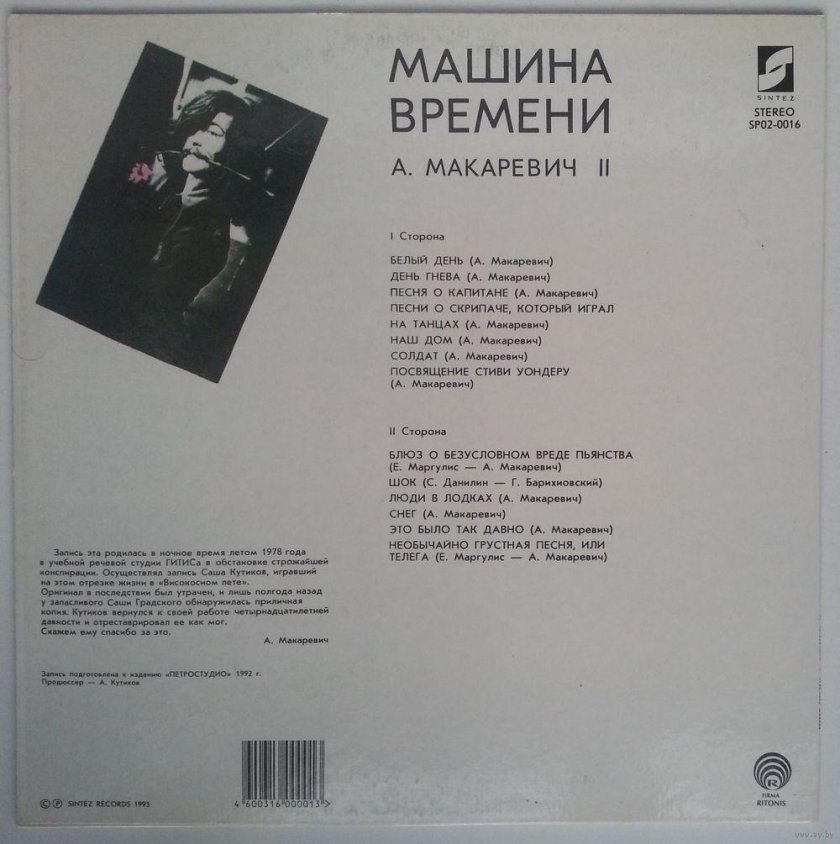 МАШИНА
ВРЕМЕНИ
А. МАКАРЕВИЧ II
SINTEZ
STEREO
SP02-0016
I Сторона
БЕЛЫЙ ДЕНЬ (А. Макаревич)
ДЕНЬ ГНЕВА (А. Макаревич)
ПЕСНЯ О КАПИТАНЕ (А. Макаревич)
ПЕСНИ О СКРИПАЧЕ, КОТОРЫЙ ИГРАЛ
НА ТАНЦАХ (А. Макаревич)
НАШ ДОМ (А. Макаревич)
СОЛДАТ (А. Макаревич)
ПОСВЯЩЕНИЕ СТИВИ УОНДЕРУ
(А. Макаревич)
II Сторона
БЛЮЗ О БЕЗУСЛОВНОМ ВРЕДЕ ПЬЯНСТВА
(Е. Маргулис — А. Макаревич)
ШОК (С. Данилин — Г. Барихновский)
ЛЮДИ В ЛОДКАХ (А. Макаревич)
СНЕГ (А. Макаревич)
ЭТО БЫЛО ТАК ДАВНО (А. Макаревич)
НЕОБЫЧАЙНО ГРУСТНАЯ ПЕСНЯ, ИЛИ
ТЕЛЕГА (Е. Маргулис — А. Макаревич)
Запись эта родилась в ночное время летом 1978 года
в учебной речевой студии ГИТИСа в обстановке строжайшей
конспирации. Осуществлял запись Саша Кутиков, игравший
на этом отрезке жизни в «Високосном лете».
Оригинал в последствии был утрачен, и лишь полгода назад
у запасливого Саши Градского обнаружилась приличная
копия. Кутиков вернулся к своей работе четырнадцатилетней
давности и отреставрировал ее как мог.
Скажем ему спасибо за это.
А. Макаревич
Запись подготовлена к изданию «ПЕТРОСТУДИО» 1992 г.
Продюссер — А. Кутиков
© ℗ SINTEZ RECORDS 1993
4 600316 000013 >
R
FIRMA
RITONIS
www.ay.by